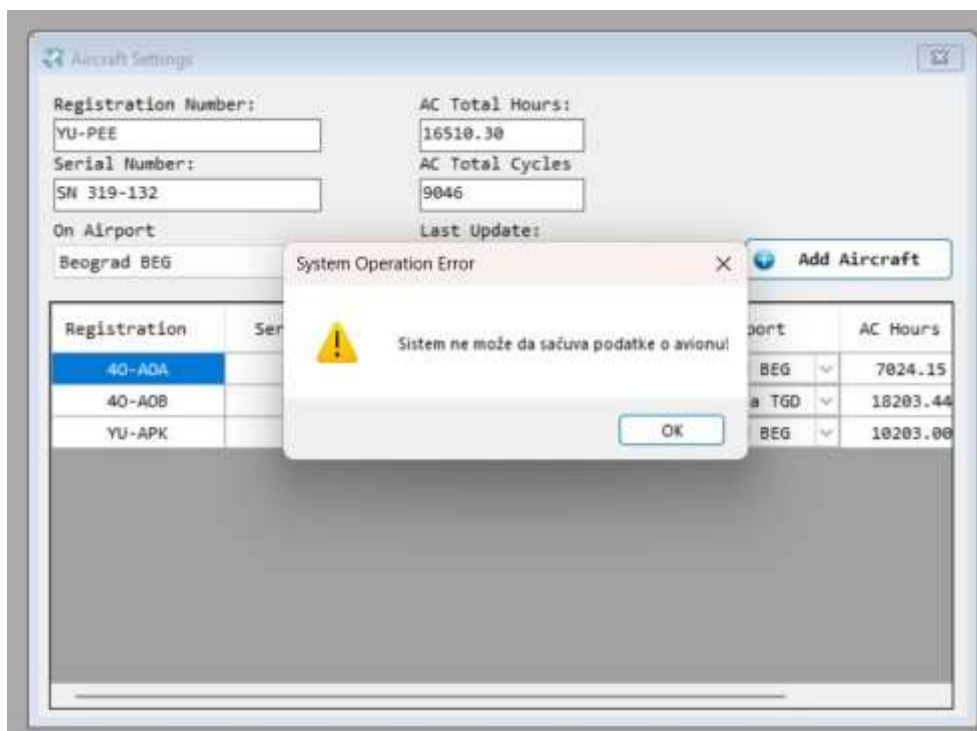 Aircraft Settings
Registration Number:
AC Total Hours:
YU-PEE
16510.30
Serial Number:
AC Total Cycles
SN 319-132
9046
On Airport
Last Update:
Beograd BEG
Add Aircraft
System Operation Error
Sistem ne može da sačuva podatke o avionu!
OK
Registration
Ser
port
AC Hours
4O-AOA
BEG
7024.15
4O-AOB
a TGD
18203.44
YU-APK
BEG
10203.00